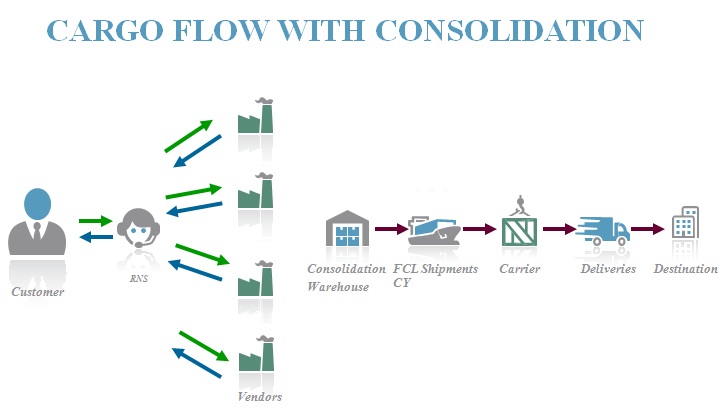 CARGO FLOW WITH CONSOLIDATION
Customer
RNS
Vendors
Consolidation
Warehouse
FCL Shipments
CY
Carrier
Deliveries
Destination